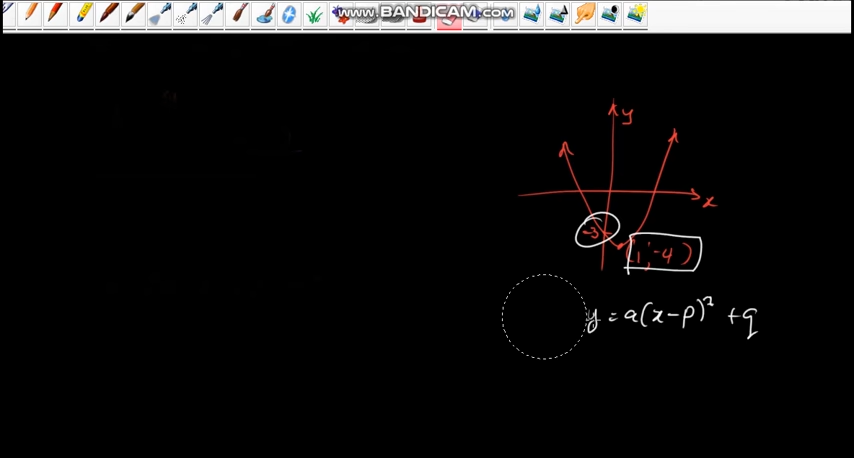 www.BANDICAM.com
y
x
-3
(1;-4)
y = a(x-p)² + q